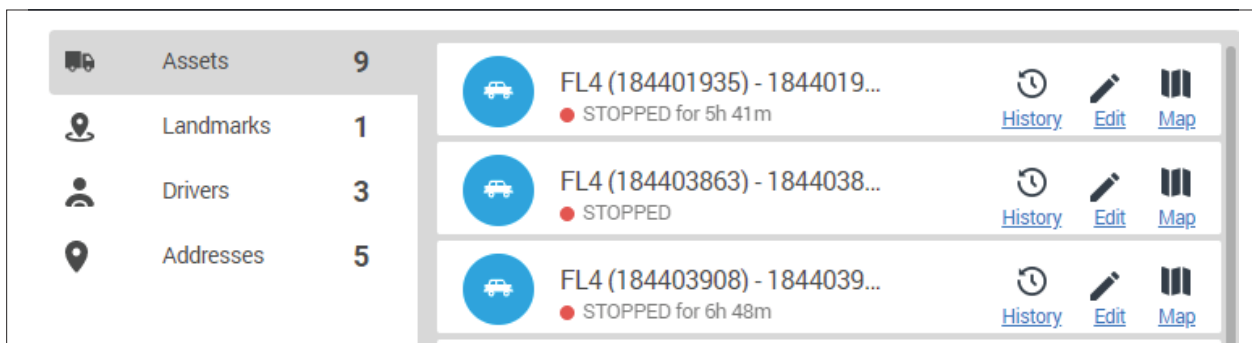 Assets 9
Landmarks 1
Drivers 3
Addresses 5
FL4 (184401935) - 1844019...
STOPPED for 5h 41m
History Edit Map
FL4 (184403863) - 1844038...
STOPPED
History Edit Map
FL4 (184403908) - 1844039...
STOPPED for 6h 48m
History Edit Map